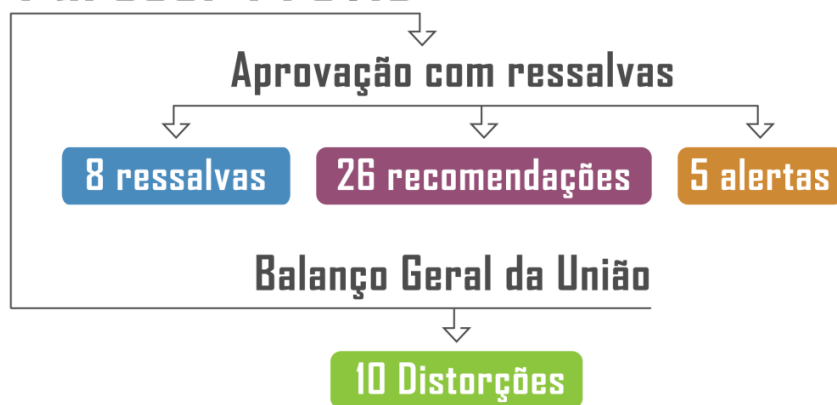 Aprovação com ressalvas
8 ressalvas
26 recomendações
5 alertas
Balanço Geral da União
10 Distorções